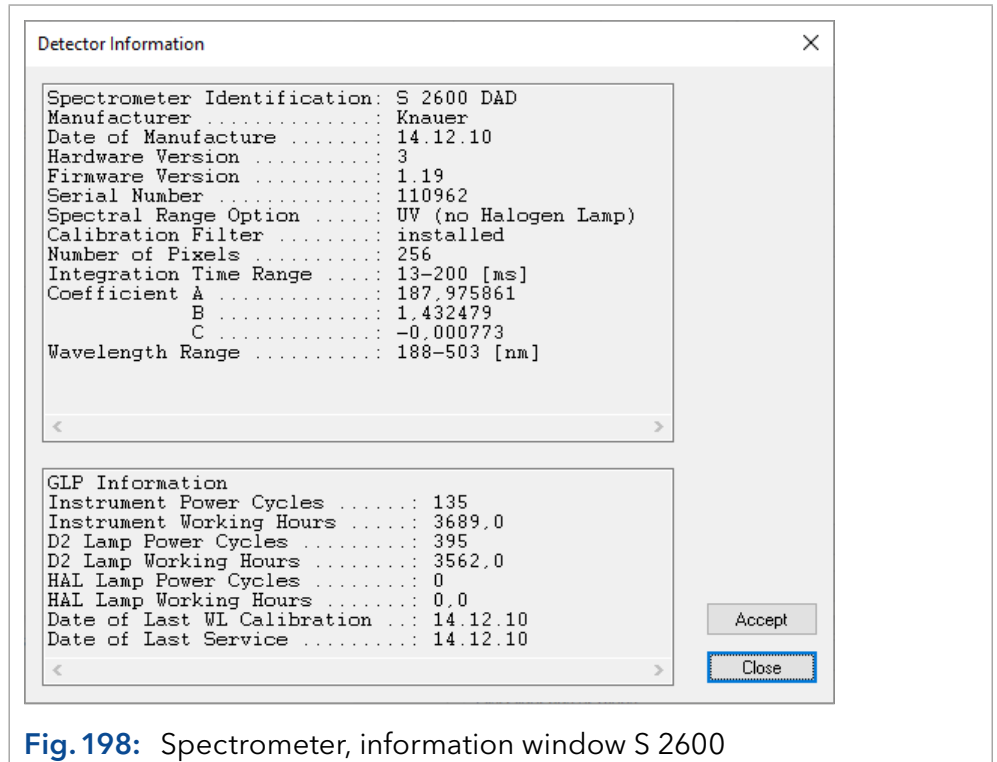 Detector Information
Spectrometer Identification: S 2600 DAD
Manufacturer ..............: Knauer
Date of Manufacture .......: 14.12.10
Hardware Version ..........: 3
Firmware Version ..........: 1.19
Serial Number .............: 110962
Spectral Range Option .....: UV (no Halogen Lamp)
Calibration Filter ........: installed
Number of Pixels ..........: 256
Integration Time Range ....: 13-200 [ms]
Coefficient A .............: 187,975861
B .............: 1,432479
C .............: -0,000773
Wavelength Range ..........: 188-503 [nm]
GLP Information
Instrument Power Cycles ......: 135
Instrument Working Hours .....: 3689,0
D2 Lamp Power Cycles .........: 395
D2 Lamp Working Hours ........: 3562,0
HAL Lamp Power Cycles ........: 0
HAL Lamp Working Hours .......: 0,0
Date of Last WL Calibration ..: 14.12.10
Date of Last Service .........: 14.12.10
Accept
Close
Fig. 198: Spectrometer, information window S 2600